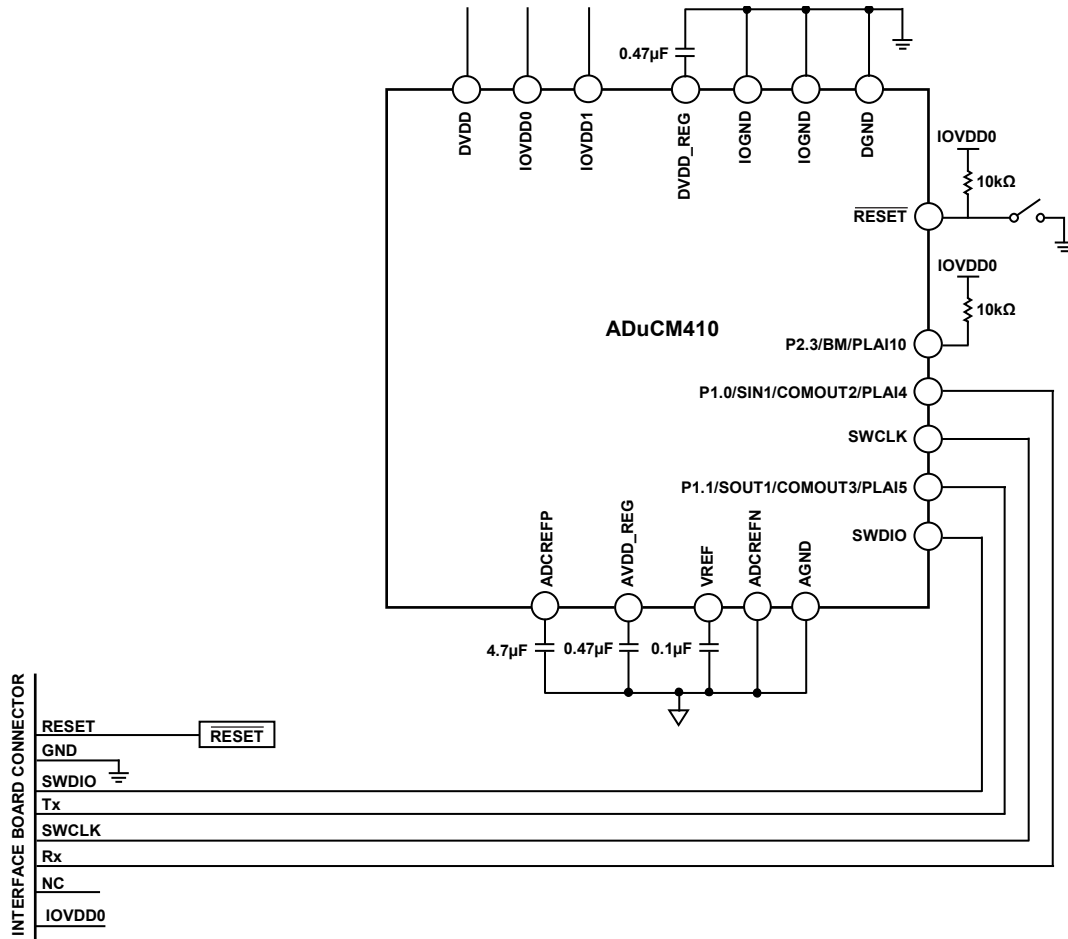 0.47µF
DVDD
IOVDD0
IOVDD1
DVDD_REG
IOGND
IOGND
DGND
IOVDD0
10kΩ
RESET
IOVDD0
10kΩ
ADuCM410
P2.3/BM/PLAI10
P1.0/SIN1/COMOUT2/PLAI4
SWCLK
P1.1/SOUT1/COMOUT3/PLAI5
SWDIO
ADCREFP
AVDD_REG
VREF
ADCREFN
AGND
4.7µF
0.47µF
0.1µF
INTERFACE BOARD CONNECTOR
RESET
RESET
GND
SWDIO
Tx
SWCLK
Rx
NC
IOVDD0